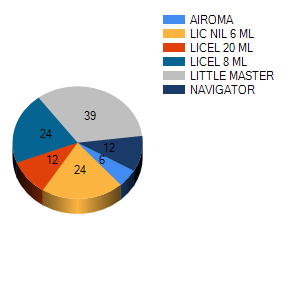 AIROMA
LIC NIL 6 ML
LICEL 20 ML
LICEL 8 ML
LITTLE MASTER
NAVIGATOR
39
24
12
12
6
24